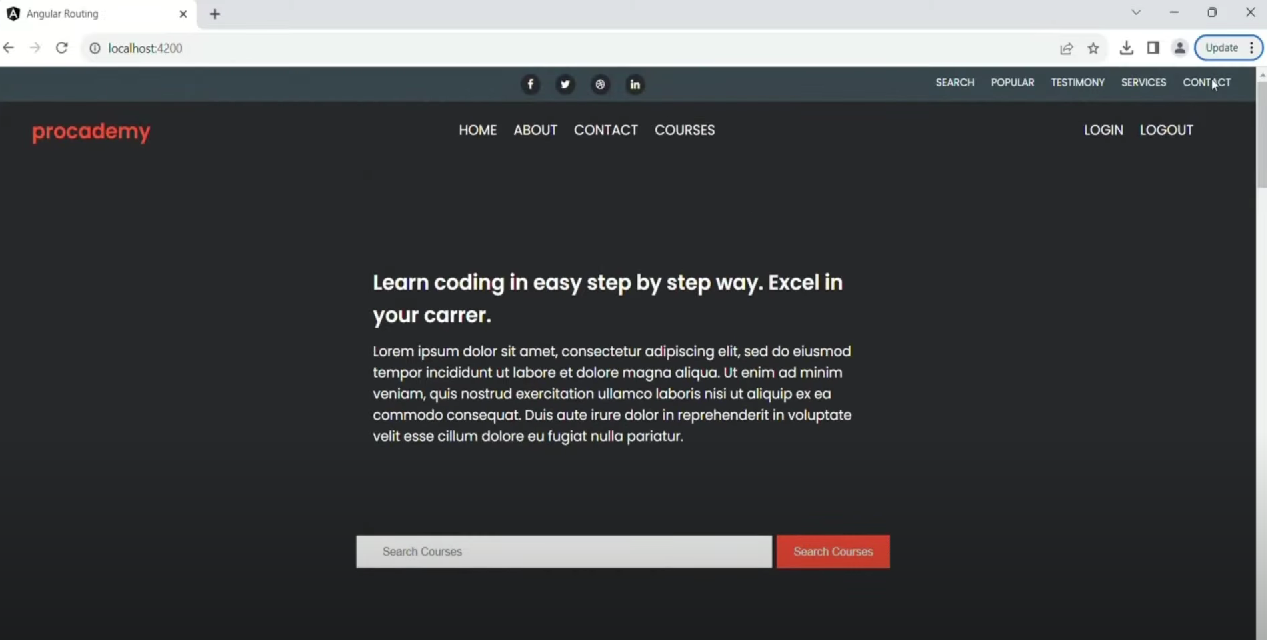 Angular Routing
localhost:4200
Update
f in
SEARCH POPULAR TESTIMONY SERVICES CONTACT
procademy
HOME ABOUT CONTACT COURSES
LOGIN LOGOUT
Learn coding in easy step by step way. Excel in
your carrer.
Lorem ipsum dolor sit amet, consectetur adipiscing elit, sed do eiusmod
tempor incididunt ut labore et dolore magna aliqua. Ut enim ad minim
veniam, quis nostrud exercitation ullamco laboris nisi ut aliquip ex ea
commodo consequat. Duis aute irure dolor in reprehenderit in voluptate
velit esse cillum dolore eu fugiat nulla pariatur.
Search Courses
Search Courses